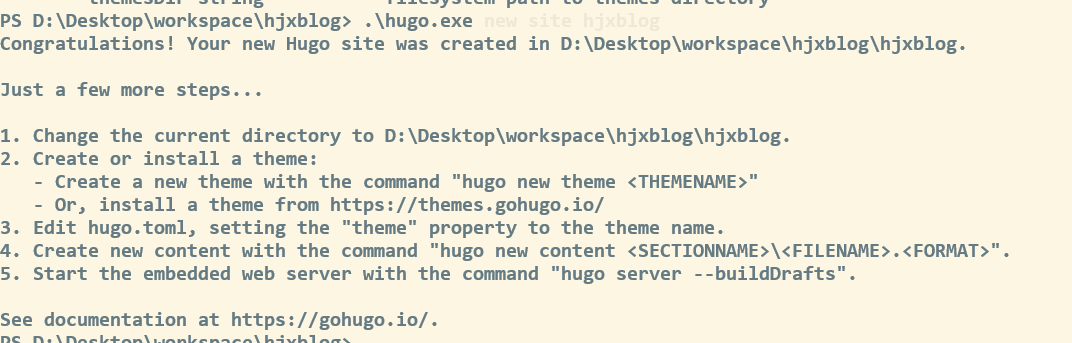 themesDir string filesystem path to themes directory
PS D:\Desktop\workspace\hjxblog> .\hugo.exe new site hjxblog
Congratulations! Your new Hugo site was created in D:\Desktop\workspace\hjxblog\hjxblog.
Just a few more steps...
1. Change the current directory to D:\Desktop\workspace\hjxblog\hjxblog.
2. Create or install a theme:
- Create a new theme with the command "hugo new theme <THEMENAME>"
- Or, install a theme from https://themes.gohugo.io/
3. Edit hugo.toml, setting the "theme" property to the theme name.
4. Create new content with the command "hugo new content <SECTIONNAME>\<FILENAME>.<FORMAT>".
5. Start the embedded web server with the command "hugo server --buildDrafts".
See documentation at https://gohugo.io/.
PS D:\Desktop\workspace\hjxblog>